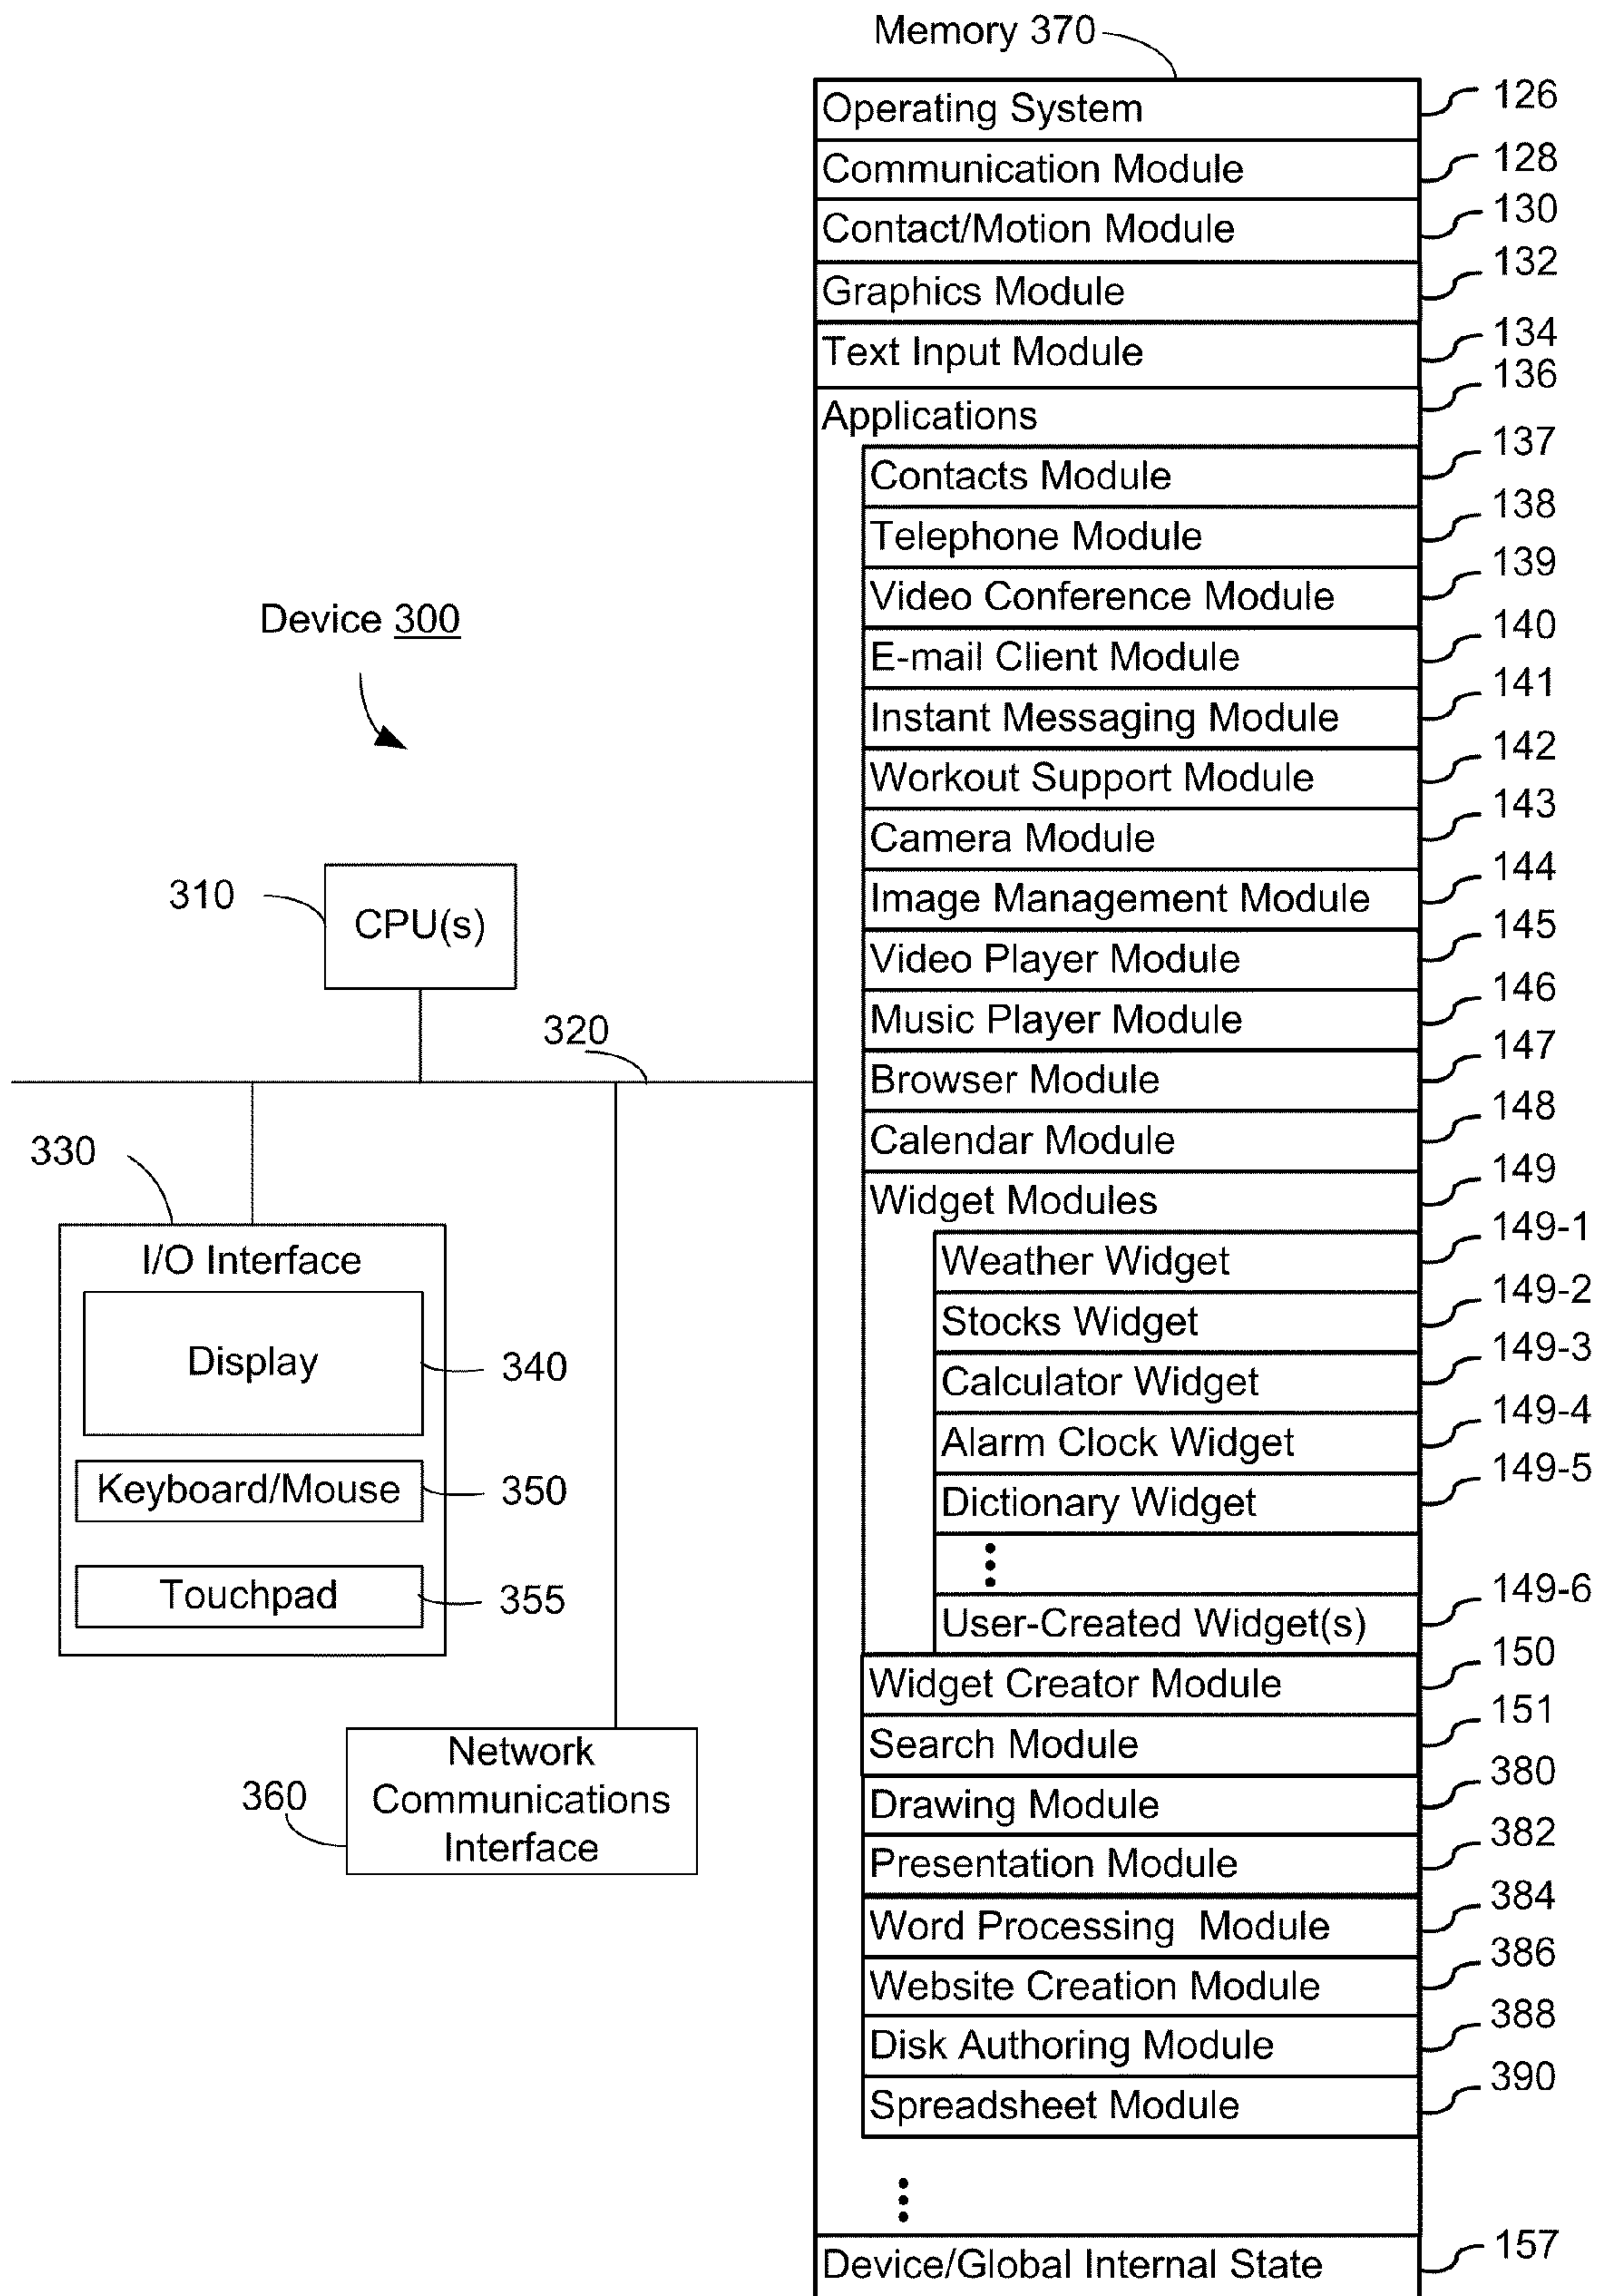 Memory 370
Operating System 126
Communication Module 128
Contact/Motion Module 130
Graphics Module 132
Text Input Module 134
Applications 136
Contacts Module 137
Telephone Module 138
Video Conference Module 139
E-mail Client Module 140
Instant Messaging Module 141
Workout Support Module 142
Camera Module 143
Image Management Module 144
Video Player Module 145
Music Player Module 146
Browser Module 147
Calendar Module 148
Widget Modules 149
Weather Widget 149-1
Stocks Widget 149-2
Calculator Widget 149-3
Alarm Clock Widget 149-4
Dictionary Widget 149-5
User-Created Widget(s) 149-6
Widget Creator Module 150
Search Module 151
Drawing Module 380
Presentation Module 382
Word Processing Module 384
Website Creation Module 386
Disk Authoring Module 388
Spreadsheet Module 390
Device/Global Internal State 157
Device 300
310
CPU(s)
320
330
I/O Interface
Display 340
Keyboard/Mouse 350
Touchpad 355
360
Network
Communications
Interface